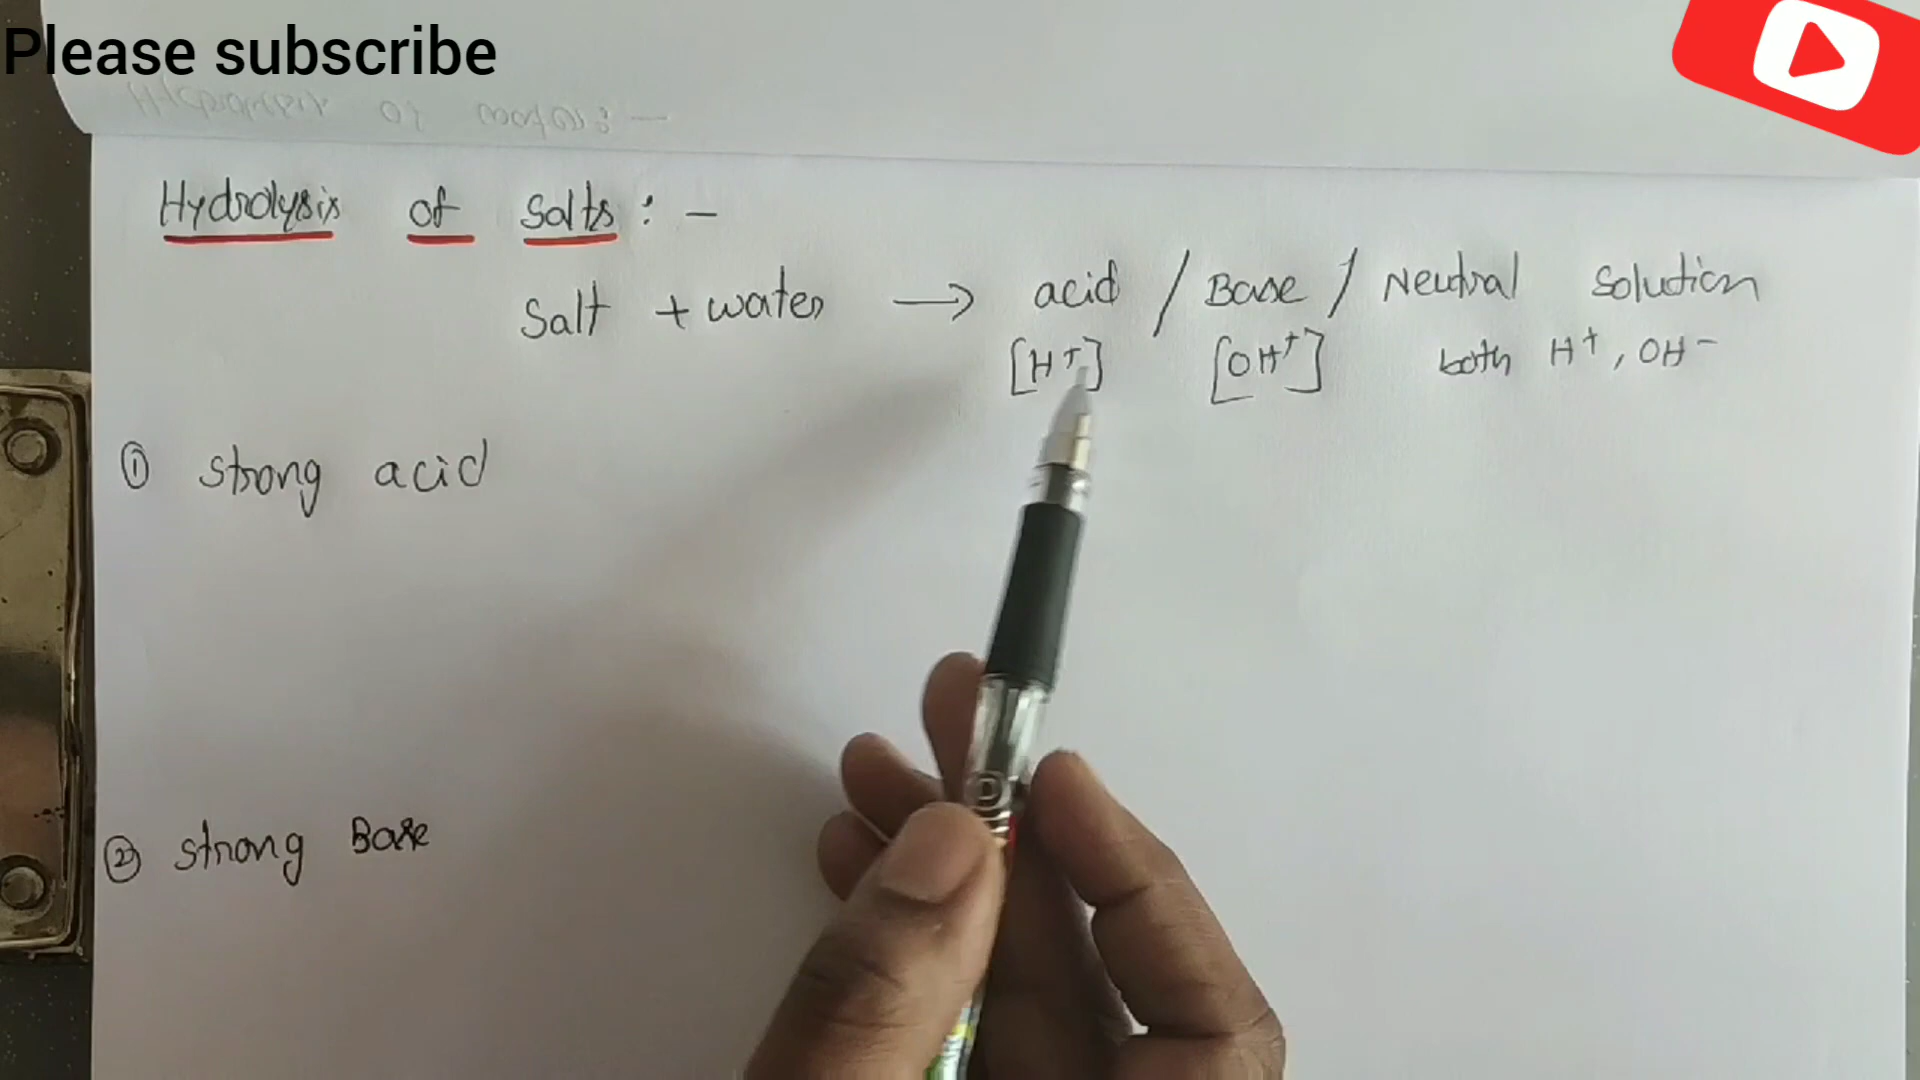 Please subscribe
Hydrolysis of Salts : -
Salt + water → acid / Base / Neutral Solution
[H+] [OH+] both H+, OH-
① strong acid
② strong Base